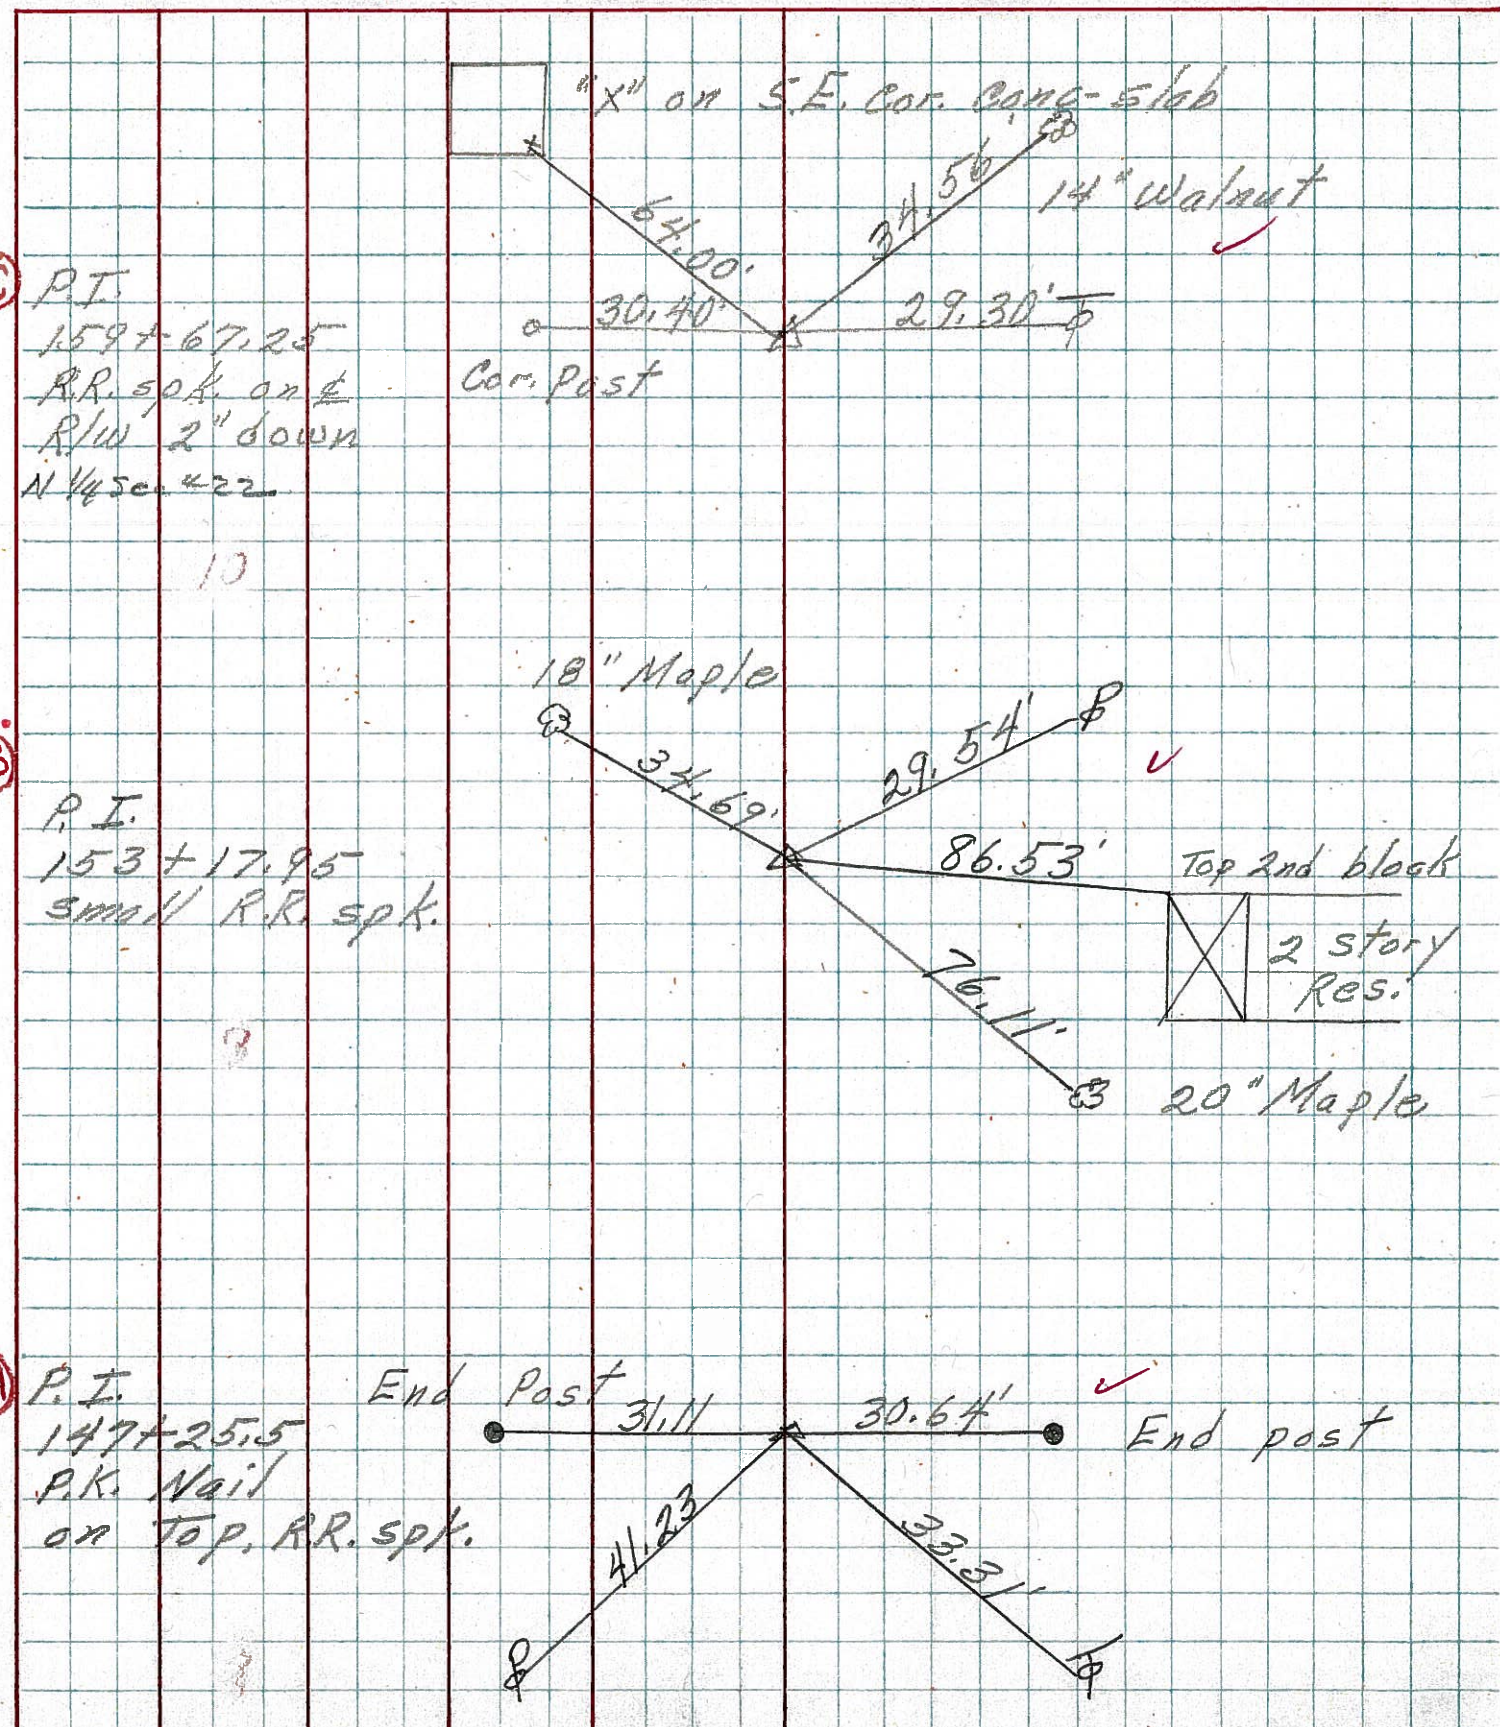 "X" on S.E. Cor. Conc-slab
64.00'
34.56'
14" Walnut
P.I.
159+67.25
R.R. spk. on ℄
R/W 2" down
N 1/4 Sec. 22
30.40'
29.30'
Cor. Post
10
18" Maple
34.69'
29.54'
P.I.
153+17.95
small R.R. spk.
86.53'
Top 2nd block
2 story
Res.
76.11'
20" Maple
P.I.
147+25.5
P.K. Nail
on Top. R.R. spk.
End Post
31.11
30.64'
End post
41.23
33.31'